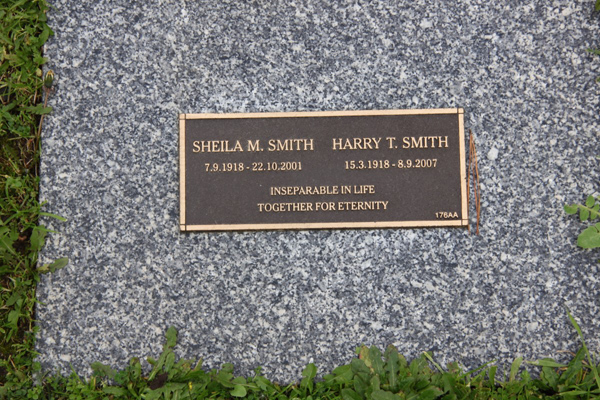 SHEILA M. SMITH HARRY T. SMITH
7.9.1918 - 22.10.2001 15.3.1918 - 8.9.2007
INSEPARABLE IN LIFE
TOGETHER FOR ETERNITY
176AA